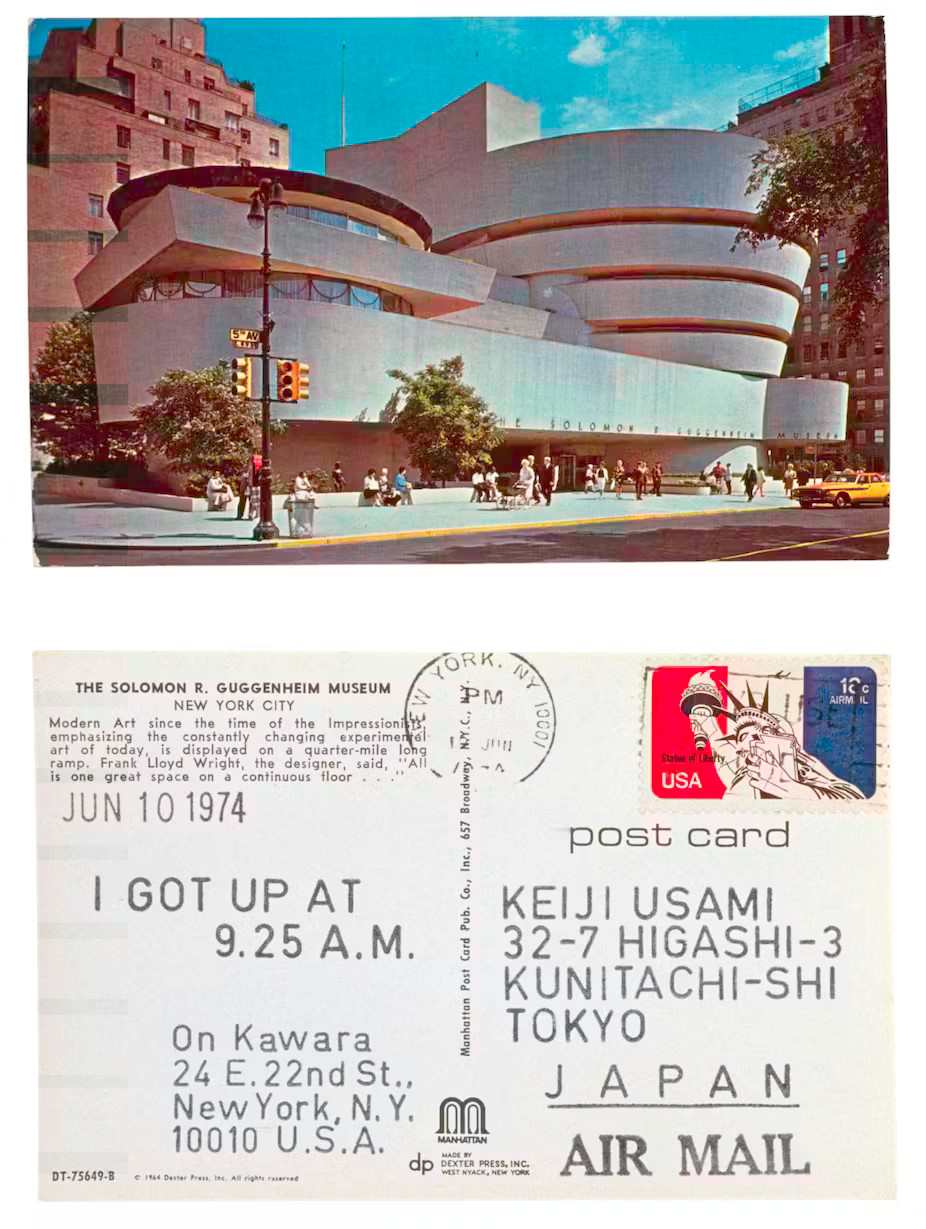 5TH AV
THE SOLOMON R GUGGENHEIM MUSEUM
THE SOLOMON R. GUGGENHEIM MUSEUM
NEW YORK CITY
Modern Art since the time of the Impressionists,
emphasizing the constantly changing experimental
art of today, is displayed on a quarter-mile long
ramp. Frank Lloyd Wright, the designer, said, "All
is one great space on a continuous floor . . ."
JUN 10 1974
I GOT UP AT
9.25 A.M.
On Kawara
24 E.22nd St.,
New York, N.Y.
10010 U.S.A.
DT-75649-B
© 1964 Dexter Press, Inc. All rights reserved
NEW YORK, NY 10001
PM
JUN
Manhattan Post Card Pub. Co., Inc., 657 Broadway, N.Y.C., N.Y.
MANHATTAN
dp
MADE BY
DEXTER PRESS, INC.
WEST NYACK, NEW YORK
18c
AIRMAIL
Statue of Liberty
USA
post card
KEIJI USAMI
32-7 HIGASHI-3
KUNITACHI-SHI
TOKYO
JAPAN
AIR MAIL